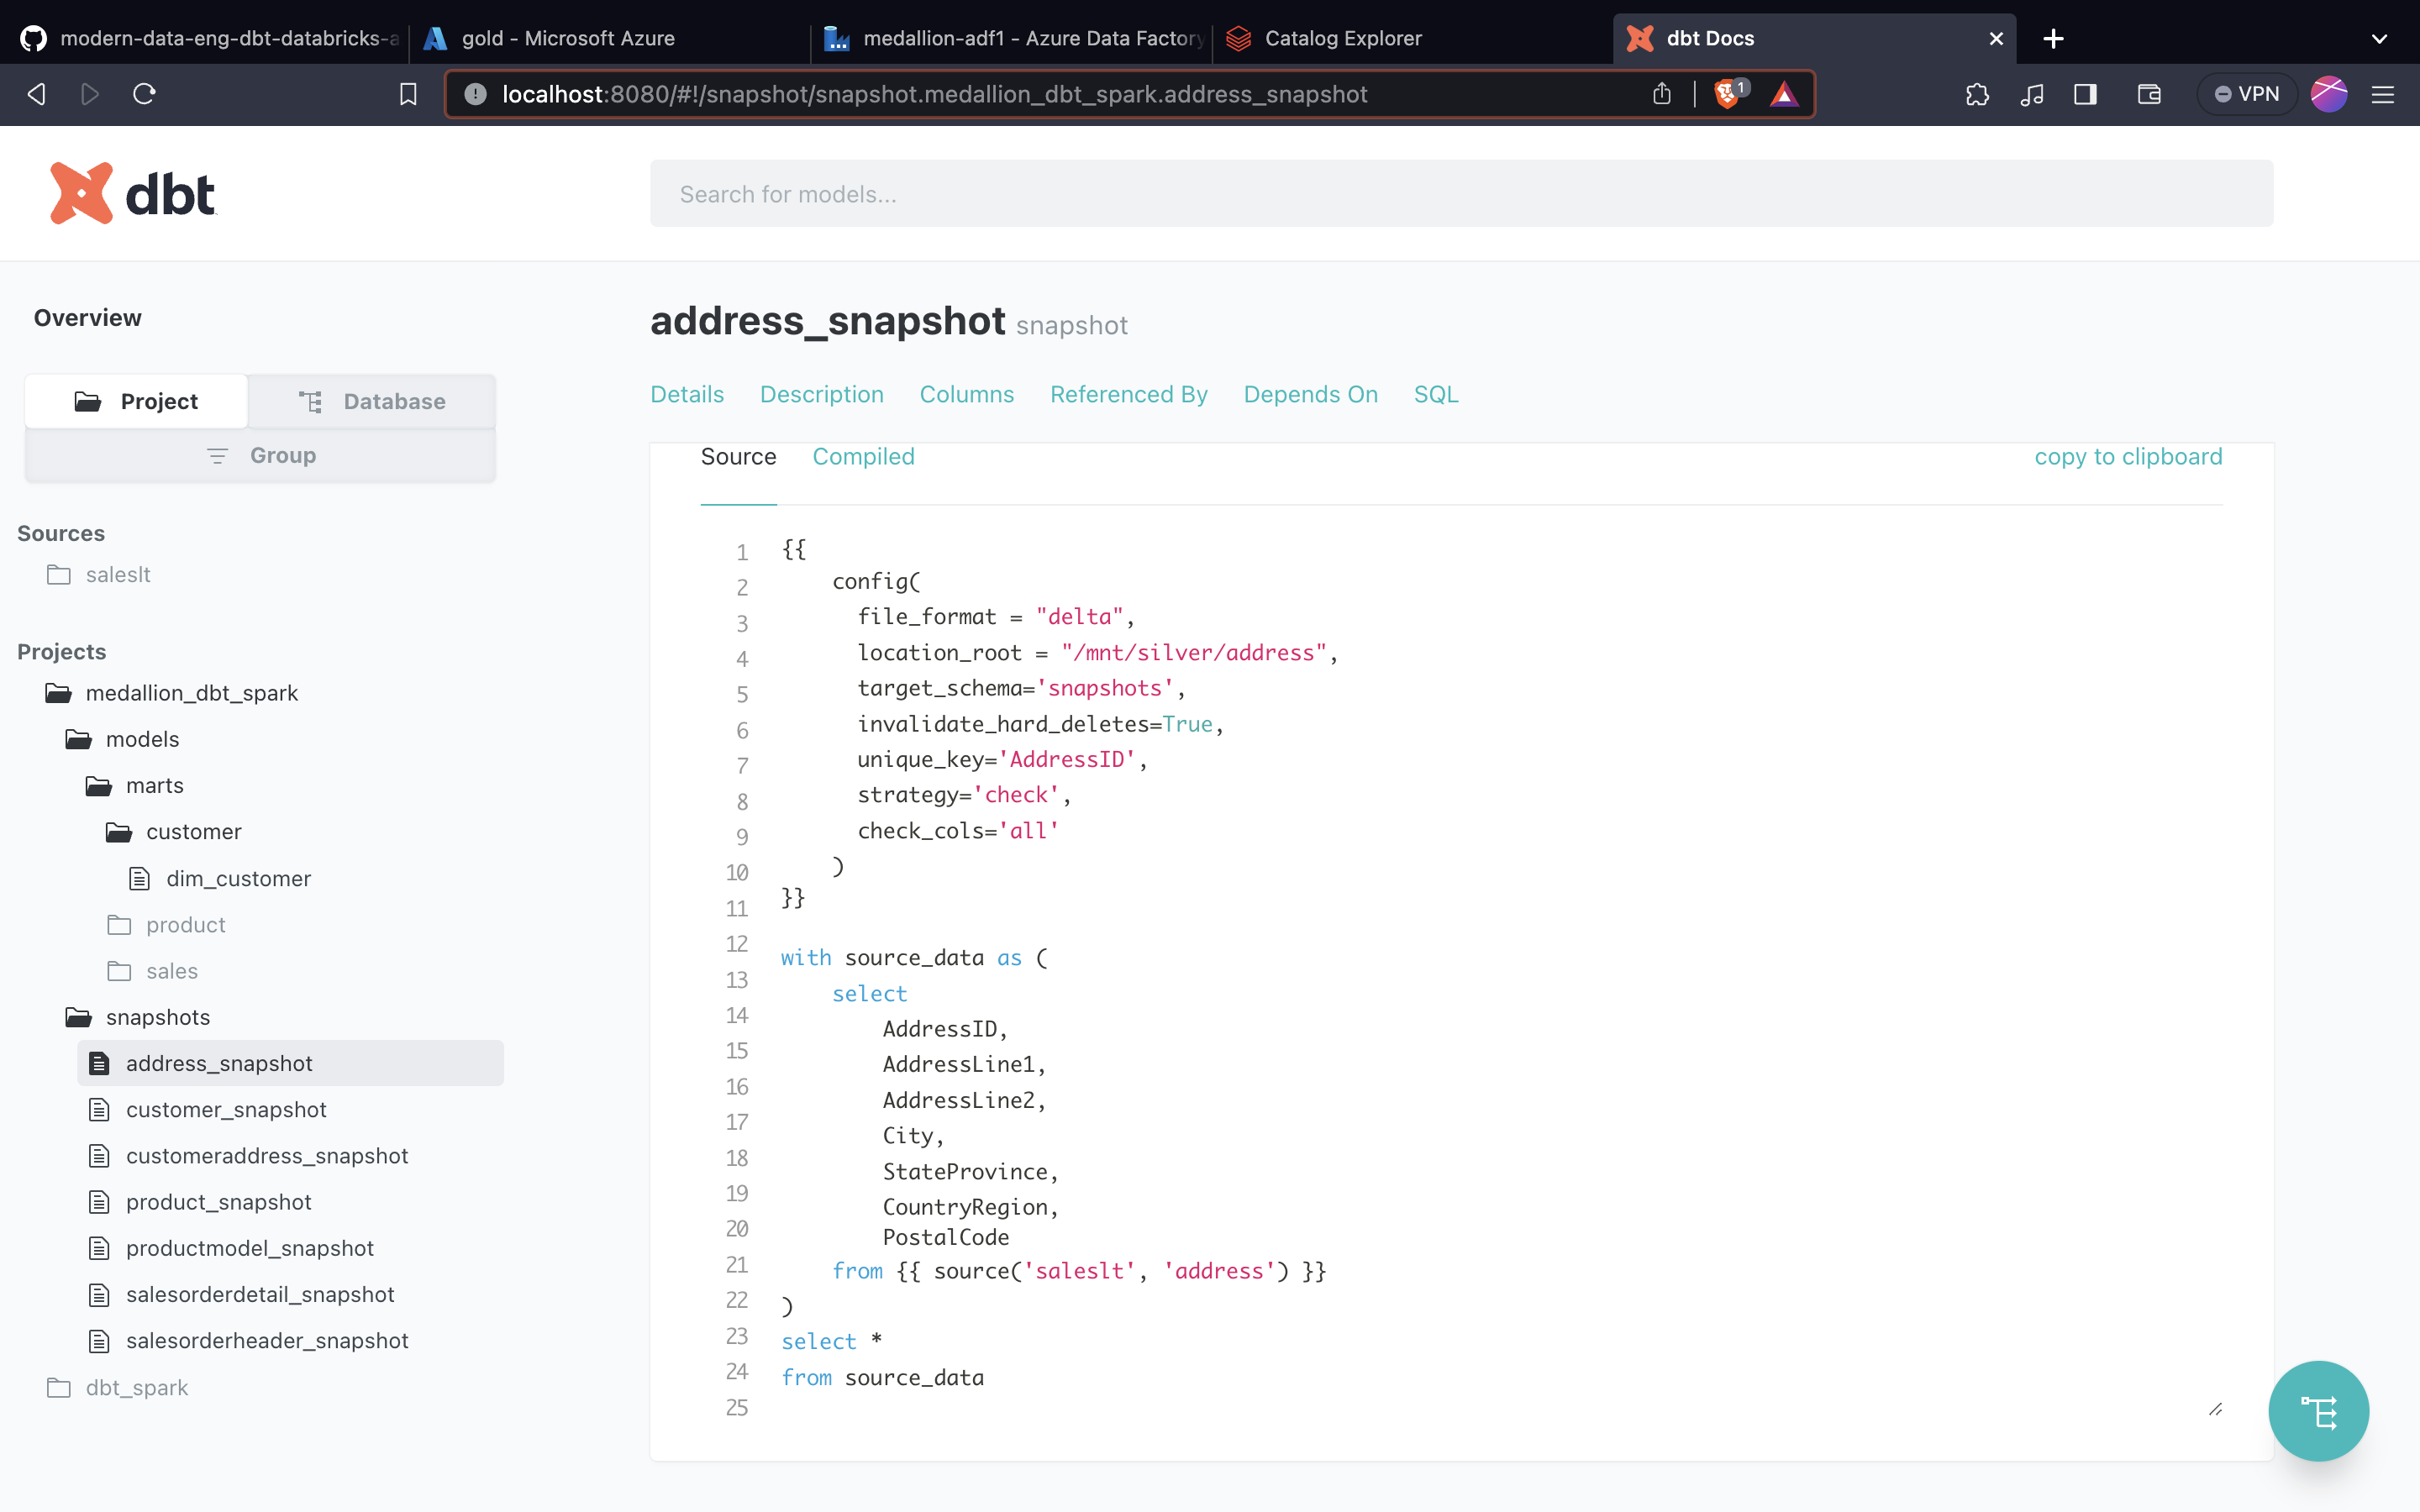 modern-data-eng-dbt-databricks-a
gold - Microsoft Azure
medallion-adf1 - Azure Data Factory
Catalog Explorer
dbt Docs
localhost:8080/#!/snapshot/snapshot.medallion_dbt_spark.address_snapshot
1
VPN
dbt
Search for models...
Overview
Project
Database
Group
Sources
saleslt
Projects
medallion_dbt_spark
models
marts
customer
dim_customer
product
sales
snapshots
address_snapshot
customer_snapshot
customeraddress_snapshot
product_snapshot
productmodel_snapshot
salesorderdetail_snapshot
salesorderheader_snapshot
dbt_spark
address_snapshot snapshot
Details Description Columns Referenced By Depends On SQL
Source Compiled copy to clipboard
1 {{
2     config(
3       file_format = "delta",
4       location_root = "/mnt/silver/address",
5       target_schema='snapshots',
6       invalidate_hard_deletes=True,
7       unique_key='AddressID',
8       strategy='check',
9       check_cols='all'
10     )
11 }}
12
13 with source_data as (
14     select
15         AddressID,
16         AddressLine1,
17         AddressLine2,
18         City,
19         StateProvince,
20         CountryRegion,
21         PostalCode
22     from {{ source('saleslt', 'address') }}
23 )
24 select *
25 from source_data